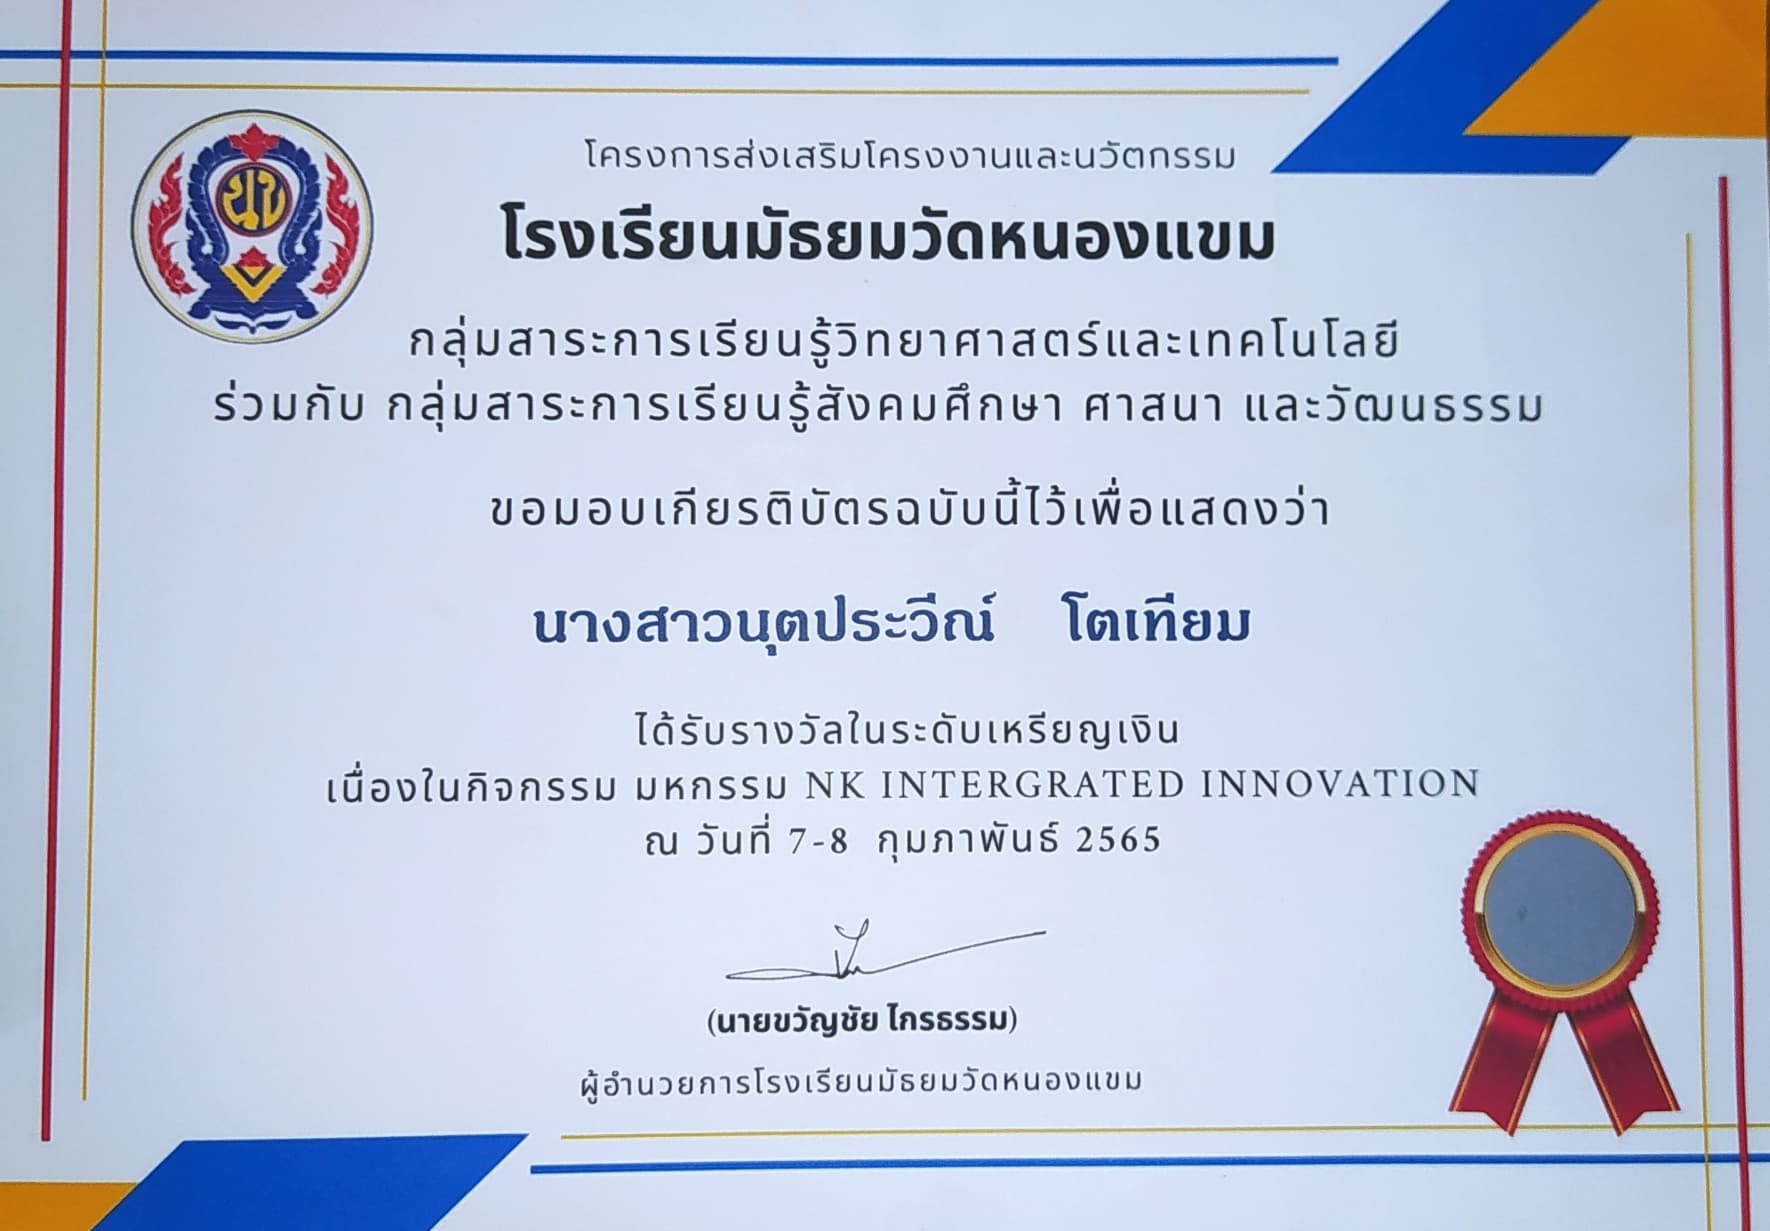 นข
โครงการส่งเสริมโครงงานและนวัตกรรม
โรงเรียนมัธยมวัดหนองแขม
กลุ่มสาระการเรียนรู้วิทยาศาสตร์และเทคโนโลยี
ร่วมกับ กลุ่มสาระการเรียนรู้สังคมศึกษา ศาสนา และวัฒนธรรม
ขอมอบเกียรติบัตรฉบับนี้ไว้เพื่อแสดงว่า
นางสาวนุตประวีณ์ โตเทียม
ได้รับรางวัลในระดับเหรียญเงิน
เนื่องในกิจกรรม มหกรรม NK INTERGRATED INNOVATION
ณ วันที่ 7-8 กุมภาพันธ์ 2565
(นายขวัญชัย ไกรธรรม)
ผู้อำนวยการโรงเรียนมัธยมวัดหนองแขม